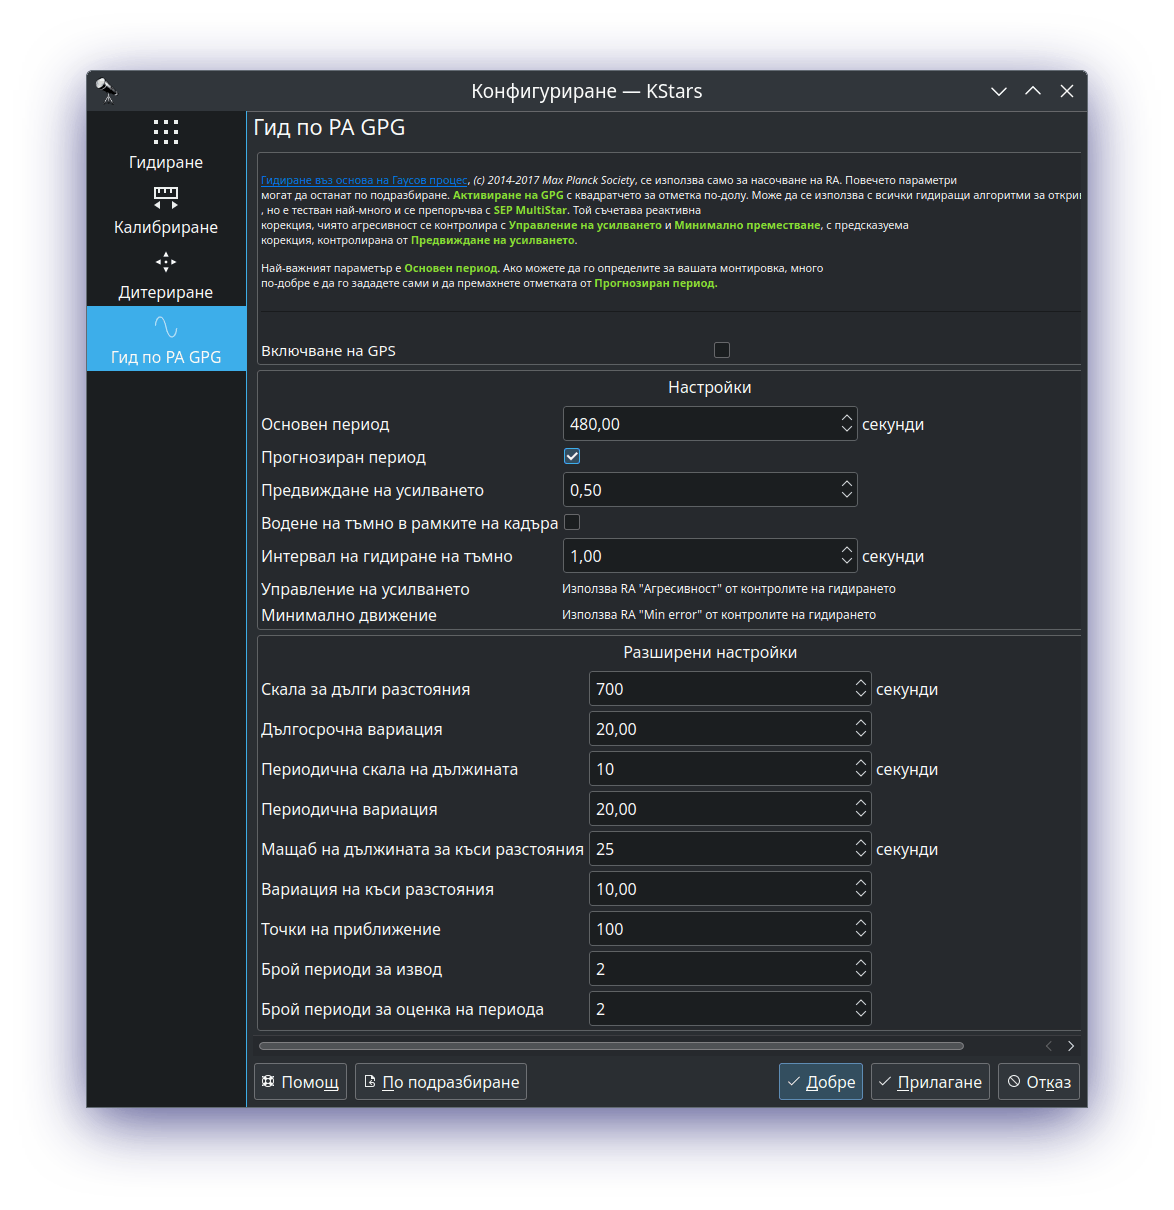 Конфигуриране — KStars
Гидиране
Калибриране
Дитериране
Гид по РА GPG
Гид по РА GPG
Гидиране въз основа на Гаусов процес, (c) 2014-2017 Max Planck Society, се използва само за насочване на RA. Повечето параметри
могат да останат по подразбиране. Активиране на GPG с квадратчето за отметка по-долу. Може да се използва с всички гидиращи алгоритми за откри
, но е тестван най-много и се препоръчва с SEP MultiStar. Той съчетава реактивна
корекция, чиято агресивност се контролира с Управление на усилването и Минимално преместване, с предсказуема
корекция, контролирана от Предвиждане на усилването.
Най-важният параметър е Основен период. Ако можете да го определите за вашата монтировка, много
по-добре е да го зададете сами и да премахнете отметката от Прогнозиран период.
Включване на GPS
Настройки
Основен период 480,00 секунди
Прогнозиран период
Предвиждане на усилването 0,50
Водене на тъмно в рамките на кадъра
Интервал на гидиране на тъмно 1,00 секунди
Управление на усилването Използва RA "Агресивност" от контролите на гидирането
Минимално движение Използва RA "Min error" от контролите на гидирането
Разширени настройки
Скала за дълги разстояния 700 секунди
Дългосрочна вариация 20,00
Периодична скала на дължината 10 секунди
Периодична вариация 20,00
Мащаб на дължината за къси разстояния 25 секунди
Вариация на къси разстояния 10,00
Точки на приближение 100
Брой периоди за извод 2
Брой периоди за оценка на периода 2
Помощ По подразбиране Добре Прилагане Отказ